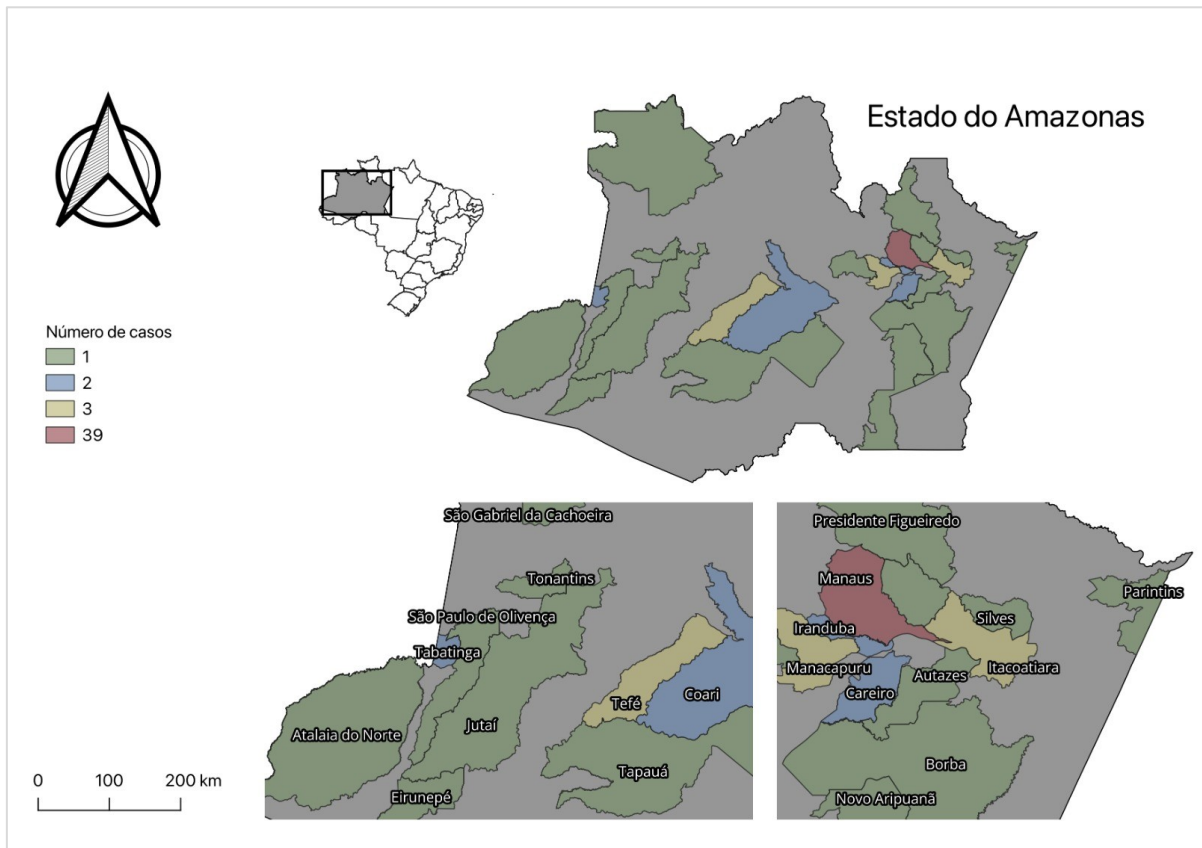 Estado do Amazonas
Número de casos
1
2
3
39
0 100 200 km
São Gabriel da Cachoeira
Tonantins
São Paulo de Olivença
Tabatinga
Atalaia do Norte
Jutaí
Tefé
Coari
Tapauá
Eirunepé
Presidente Figueiredo
Manaus
Parintins
Silves
Iranduba
Manacapuru
Itacoatiara
Autazes
Careiro
Borba
Novo Aripuanã